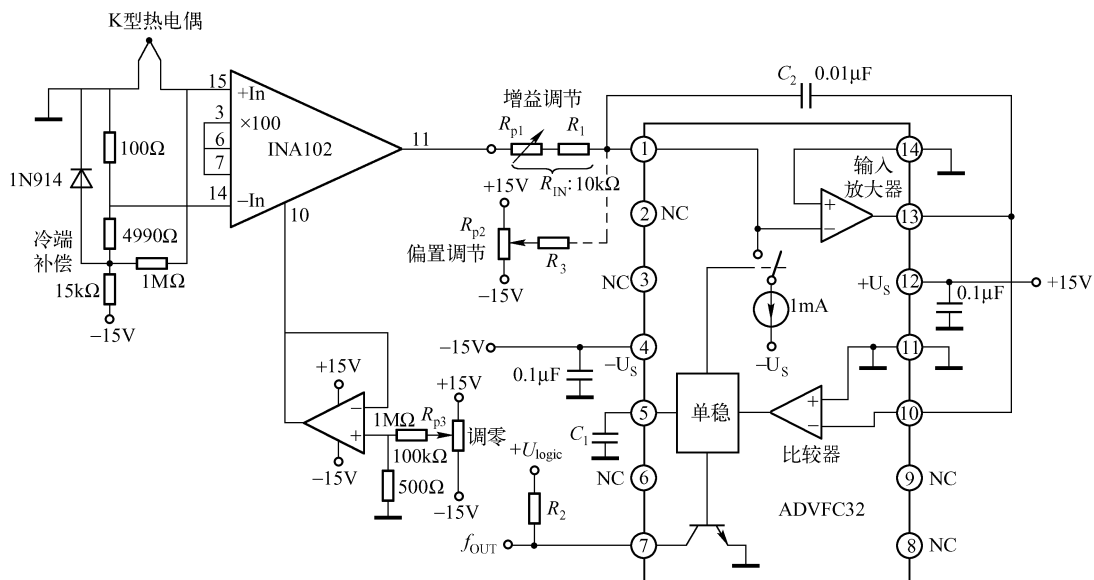 K型热电偶
15
+In
3
×100
6
7
INA102
11
14
-In
10
100Ω
1N914
4990Ω
冷端
补偿
1MΩ
15kΩ
-15V
增益调节
Rp1
R1
RIN:10kΩ
+15V
Rp2
偏置调节
R3
-15V
C2
0.01μF
1
2
NC
3
NC
4
-15V
-US
0.1μF
5
C1
6
NC
7
fOUT
+Ulogic
R2
14
输入
放大器
+
-
13
12
+US
+15V
0.1μF
1mA
-US
11
10
单稳
+
-
比较器
9
NC
ADVFC32
8
NC
+15V
-
+
-15V
1MΩ
Rp3
+15V
调零
100kΩ
500Ω
-15V